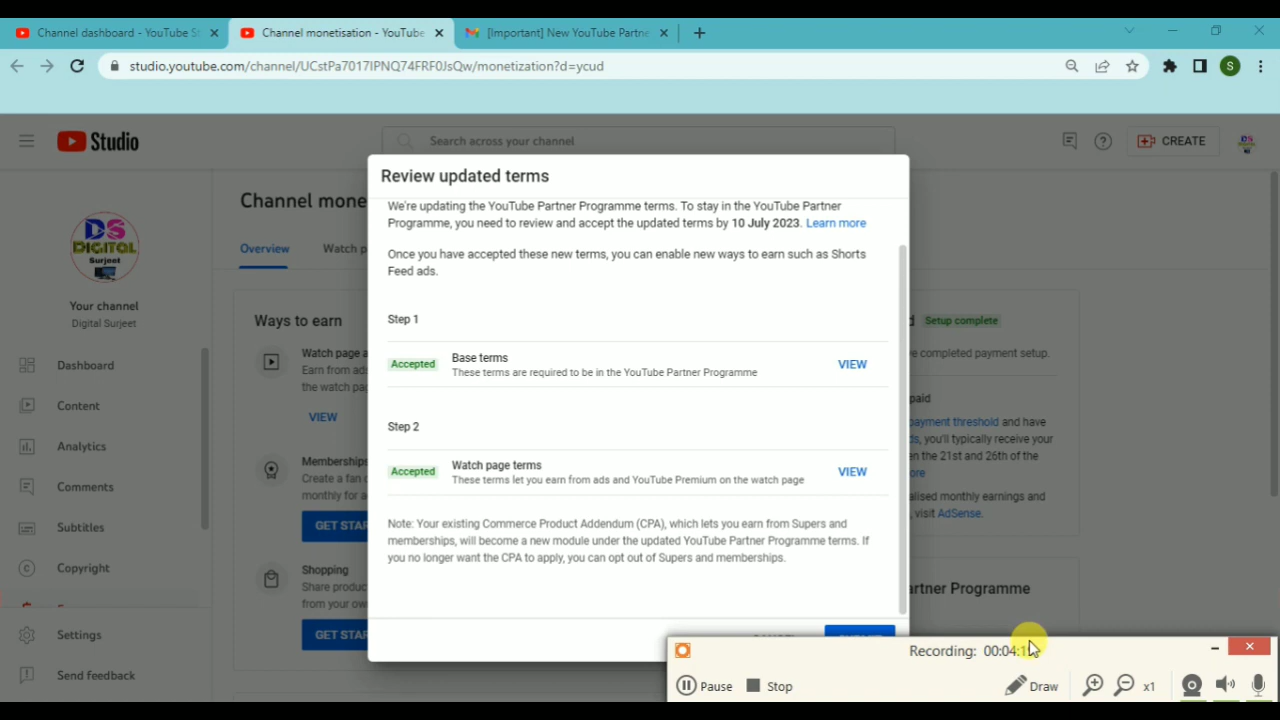 Channel dashboard - YouTube S
Channel monetisation - YouTube
[Important] New YouTube Partne
studio.youtube.com/channel/UCstPa7017IPNQ74FRF0JsQw/monetization?d=ycud
S
Studio
Search across your channel
CREATE
DS
DIGITAL
Surjeet
Your channel
Digital Surjeet
Dashboard
Content
Analytics
Comments
Subtitles
Copyright
Settings
Send feedback
Channel mone
Overview
Watch p
Ways to earn
Watch page a
Earn from ads
the watch pag
VIEW
Memberships
Create a fan c
monthly for a
GET STAR
Shopping
Share produc
from your ow
GET STAR
Review updated terms
We're updating the YouTube Partner Programme terms. To stay in the YouTube Partner
Programme, you need to review and accept the updated terms by 10 July 2023. Learn more
Once you have accepted these new terms, you can enable new ways to earn such as Shorts
Feed ads.
Step 1
Accepted
Base terms
These terms are required to be in the YouTube Partner Programme
VIEW
Step 2
Accepted
Watch page terms
These terms let you earn from ads and YouTube Premium on the watch page
VIEW
Note: Your existing Commerce Product Addendum (CPA), which lets you earn from Supers and
memberships, will become a new module under the updated YouTube Partner Programme terms. If
you no longer want the CPA to apply, you can opt out of Supers and memberships.
Setup complete
e completed payment setup.
paid
payment threshold and have
ds, you'll typically receive your
en the 21st and 26th of the
ore
alised monthly earnings and
, visit AdSense.
artner Programme
Recording: 00:04:1
Pause
Stop
Draw
x1